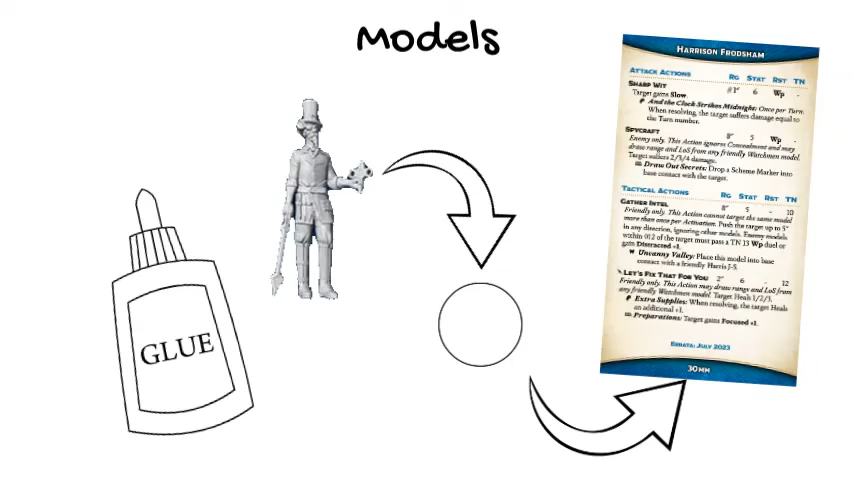 Models
GLUE
Harrison Frodsham
Attack Actions Rg Stat Rst TN
Sharp Wit 6 Wp -
Target gains Slow.
And the Clock Strikes Midnight: Once per Turn.
When resolving, the target suffers damage equal to
the Turn number.
Spycraft 8" 5 Wp -
Enemy only. This Action ignores Concealment and may
draw range and LoS from any friendly Watchmen model.
Target suffers 2/3/4 damage.
Draw Out Secrets: Drop a Scheme Marker into
base contact with the target.
Tactical Actions Rg Stat Rst TN
Gather Intel 8" 5 - 10
Friendly only. This Action cannot target the same model
more than once per Activation. Push the target up to 5"
in any direction, ignoring other models. Enemy models
within of the target must pass a TN 13 Wp duel or
gain Distracted +1.
Uncanny Valley: Place this model into base
contact with a friendly Harris J-5.
Let's Fix That For You 2" 6 - 12
Friendly only. This Action may draw range and LoS from
any friendly Watchmen model. Target Heals 1/2/3.
Extra Supplies: When resolving, the target Heals
an additional +1.
Preparations: Target gains Focused +1.
Errata: July 2023
30mm